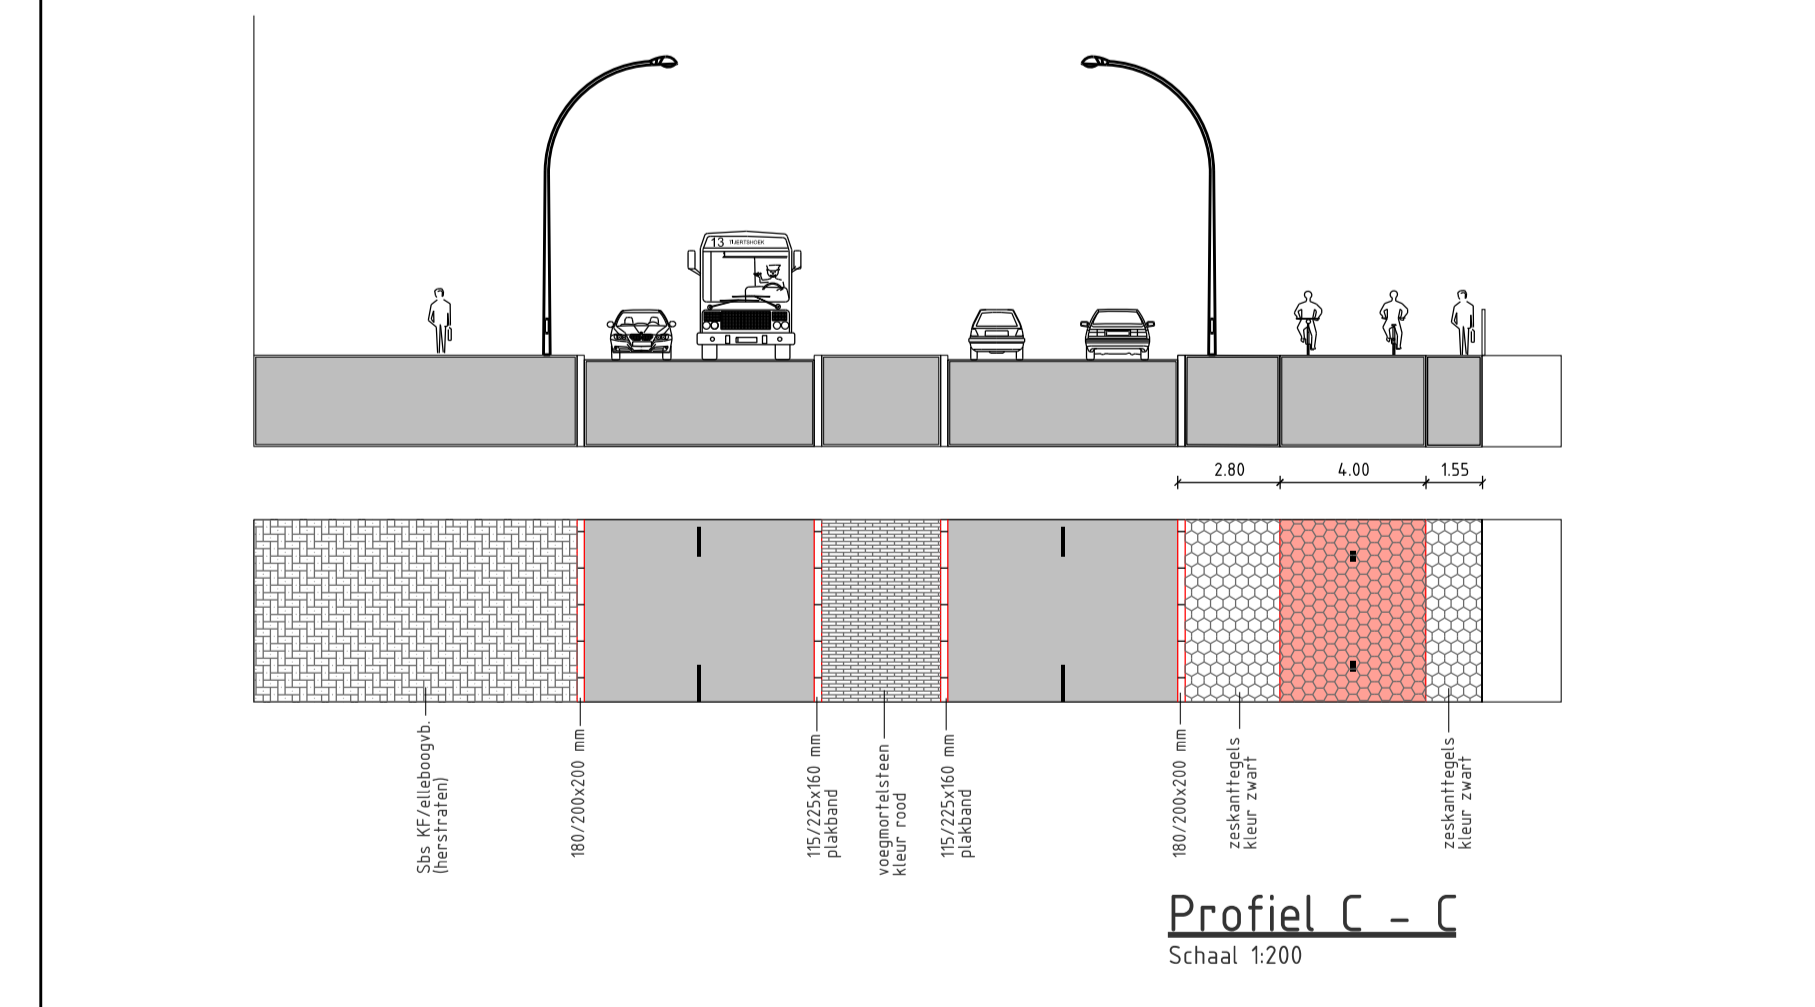 13 TIJERTSHOEK
2.80
4.00
1.55
Sbs KF/elleboogvb.
(herstraten)
180/200x200 mm
115/225x160 mm
plakband
voegmortelsteen
kleur rood
115/225x160 mm
plakband
180/200x200 mm
zeskanttegels
kleur zwart
zeskanttegels
kleur zwart
Profiel C - C
Schaal 1:200